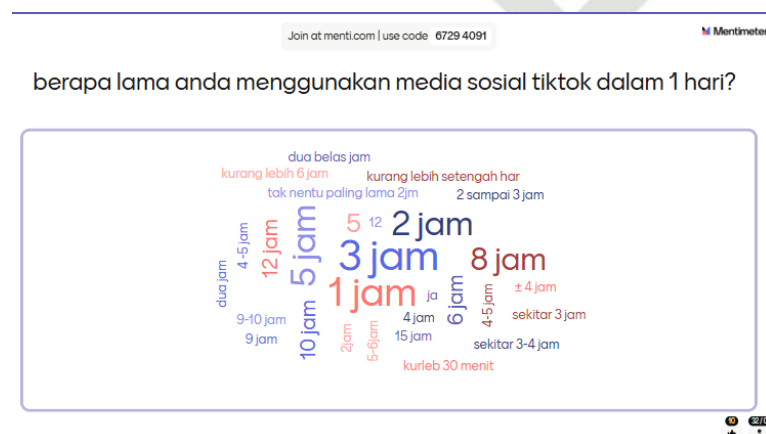 Join at menti.com | use code 6729 4091
Mentimeter
berapa lama anda menggunakan media sosial tiktok dalam 1 hari?
dua belas jam
kurang lebih 6 jam
kurang lebih setengah har
tak nentu paling lama 2jm
2 sampai 3 jam
5
12
2 jam
4-5 jam
12 jam
5 jam
3 jam
8 jam
dua jam
1 jam
ja
6 jam
4-5 jam
± 4 jam
9-10 jam
10 jam
4 jam
sekitar 3 jam
9 jam
2jam
5-6jam
15 jam
sekitar 3-4 jam
kurleb 30 menit
10